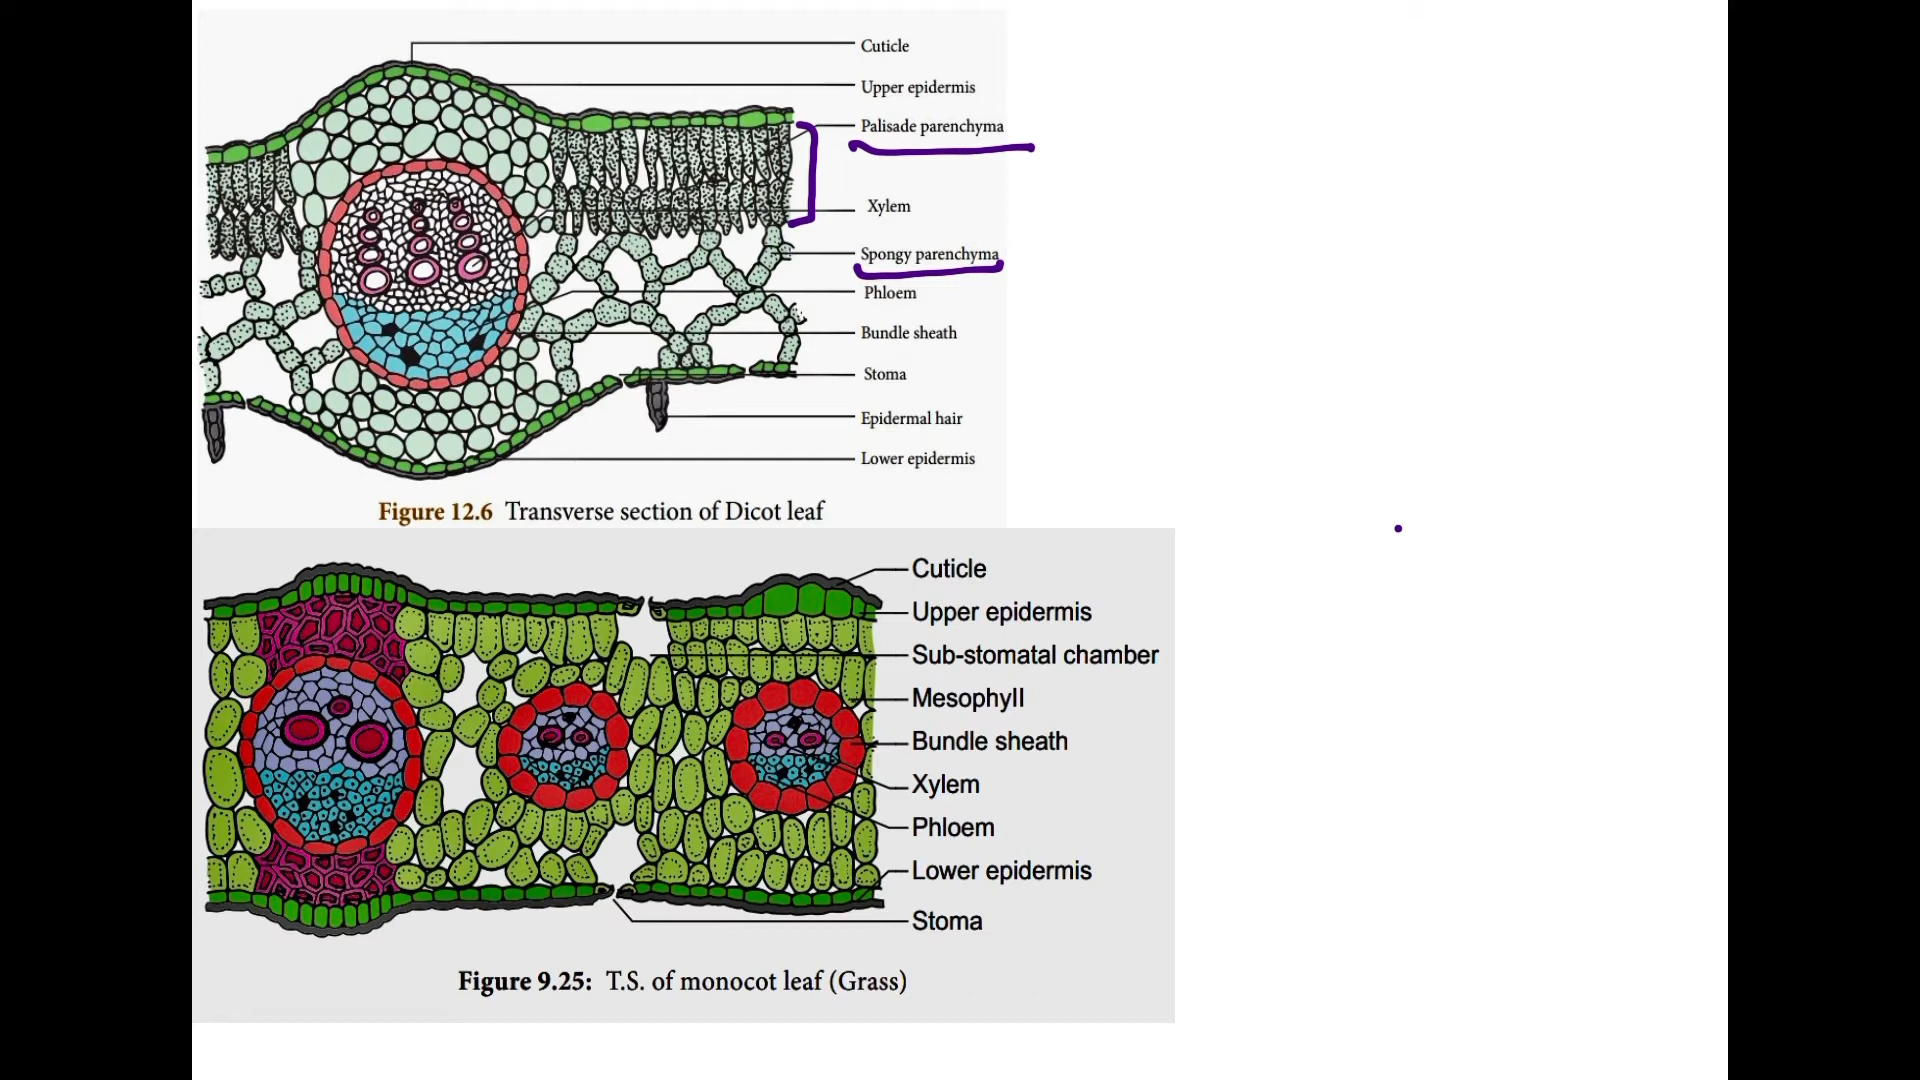 Cuticle
Upper epidermis
Palisade parenchyma
Xylem
Spongy parenchyma
Phloem
Bundle sheath
Stoma
Epidermal hair
Lower epidermis
Figure 12.6 Transverse section of Dicot leaf
Cuticle
Upper epidermis
Sub-stomatal chamber
Mesophyll
Bundle sheath
Xylem
Phloem
Lower epidermis
Stoma
Figure 9.25: T.S. of monocot leaf (Grass)